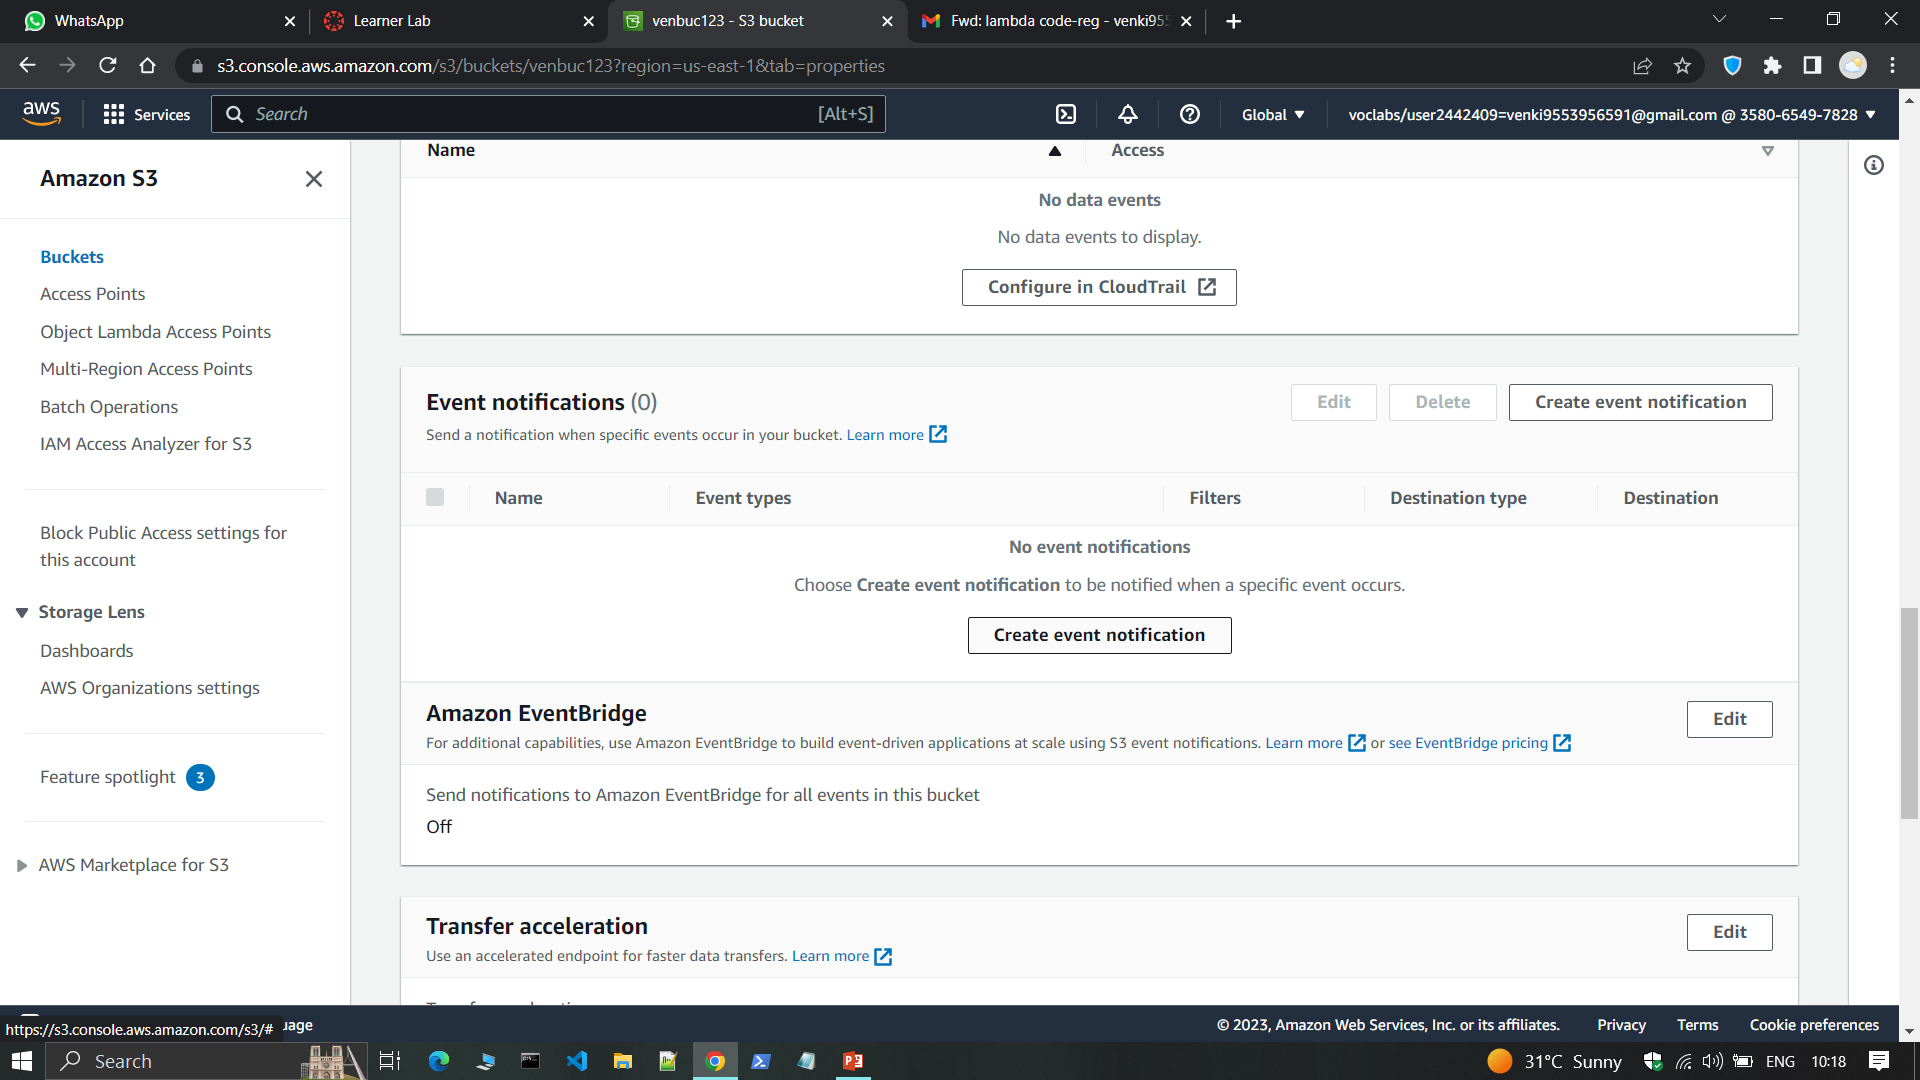 WhatsApp
Learner Lab
venbuc123 - S3 bucket
Fwd: lambda code-reg - venki955
s3.console.aws.amazon.com/s3/buckets/venbuc123?region=us-east-1&tab=properties
aws
Services
Search
[Alt+S]
Global
voclabs/user2442409=venki9553956591@gmail.com @ 3580-6549-7828
Amazon S3
Buckets
Access Points
Object Lambda Access Points
Multi-Region Access Points
Batch Operations
IAM Access Analyzer for S3
Block Public Access settings for
this account
Storage Lens
Dashboards
AWS Organizations settings
Feature spotlight 3
AWS Marketplace for S3
Name
Access
No data events
No data events to display.
Configure in CloudTrail
Event notifications (0)
Edit
Delete
Create event notification
Send a notification when specific events occur in your bucket. Learn more
Name
Event types
Filters
Destination type
Destination
No event notifications
Choose Create event notification to be notified when a specific event occurs.
Create event notification
Amazon EventBridge
Edit
For additional capabilities, use Amazon EventBridge to build event-driven applications at scale using S3 event notifications. Learn more or see EventBridge pricing
Send notifications to Amazon EventBridge for all events in this bucket
Off
Transfer acceleration
Edit
Use an accelerated endpoint for faster data transfers. Learn more
https://s3.console.aws.amazon.com/s3/#
uage
© 2023, Amazon Web Services, Inc. or its affiliates.
Privacy
Terms
Cookie preferences
Search
31°C Sunny
ENG
10:18